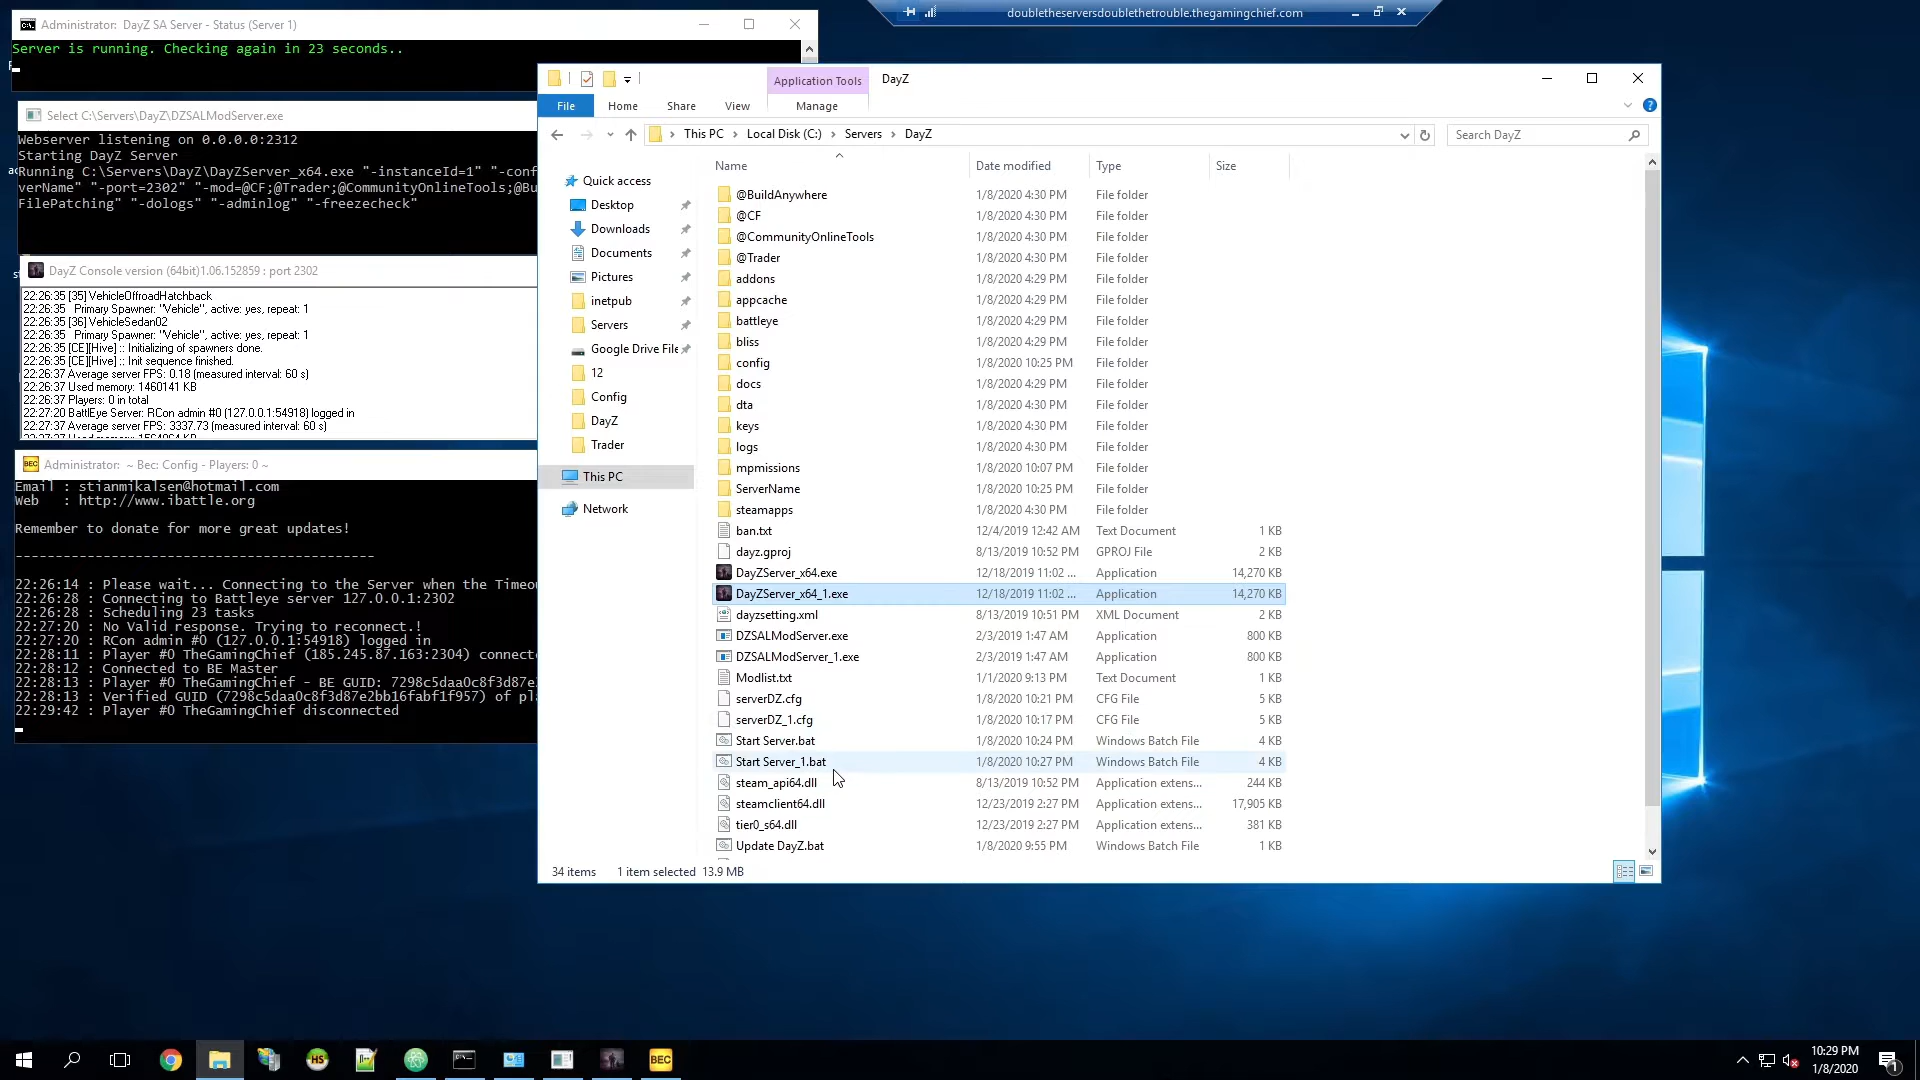 doubletheserversdoublethetrouble.thegamingchief.com
Administrator: DayZ SA Server - Status (Server 1)
Server is running. Checking again in 23 seconds..
Select C:\Servers\DayZ\DZSALModServer.exe
Webserver listening on 0.0.0.0:2312
Starting DayZ Server
Running C:\Servers\DayZ\DayZServer_x64.exe "-instanceId=1" "-conf
verName" "-port=2302" "-mod=@CF;@Trader;@CommunityOnlineTools;@Bu
FilePatching" "-dologs" "-adminlog" "-freezecheck"
DayZ Console version (64bit)1.06.152859 : port 2302
22:26:35 [35] VehicleOffroadHatchback
22:26:35 Primary Spawner: "Vehicle", active: yes, repeat: 1
22:26:35 [36] VehicleSedan02
22:26:35 Primary Spawner: "Vehicle", active: yes, repeat: 1
22:26:35 [CE][Hive] :: Initializing of spawners done.
22:26:35 [CE][Hive] :: Init sequence finished.
22:26:37 Average server FPS: 0.18 (measured interval: 60 s)
22:26:37 Used memory: 1460141 KB
22:26:37 Players: 0 in total
22:27:20 BattlEye Server: RCon admin #0 (127.0.0.1:54918) logged in
22:27:37 Average server FPS: 3337.73 (measured interval: 60 s)
BEC Administrator: ~ Bec: Config - Players: 0 ~
Email : stianmikalsen@hotmail.com
Web : http://www.ibattle.org
Remember to donate for more great updates!
--------------------------------------------
22:26:14 : Please wait... Connecting to the Server when the Timeou
22:26:28 : Connecting to Battleye server 127.0.0.1:2302
22:26:28 : Scheduling 23 tasks
22:27:20 : No Valid response. Trying to reconnect.!
22:27:20 : RCon admin #0 (127.0.0.1:54918) logged in
22:28:11 : Player #0 TheGamingChief (185.245.87.163:2304) connecte
22:28:12 : Connected to BE Master
22:28:13 : Player #0 TheGamingChief - BE GUID: 7298c5daa0c8f3d87e
22:28:13 : Verified GUID (7298c5daa0c8f3d87e2bb16fabf1f957) of pl
22:29:42 : Player #0 TheGamingChief disconnected
Application Tools DayZ
File Home Share View Manage
This PC Local Disk (C:) Servers DayZ Search DayZ
Quick access
Desktop
Downloads
Documents
Pictures
inetpub
Servers
Google Drive File
12
Config
DayZ
Trader
This PC
Network
Name Date modified Type Size
@BuildAnywhere 1/8/2020 4:30 PM File folder
@CF 1/8/2020 4:30 PM File folder
@CommunityOnlineTools 1/8/2020 4:30 PM File folder
@Trader 1/8/2020 4:30 PM File folder
addons 1/8/2020 4:29 PM File folder
appcache 1/8/2020 4:29 PM File folder
battleye 1/8/2020 4:29 PM File folder
bliss 1/8/2020 4:29 PM File folder
config 1/8/2020 10:25 PM File folder
docs 1/8/2020 4:29 PM File folder
dta 1/8/2020 4:30 PM File folder
keys 1/8/2020 4:30 PM File folder
logs 1/8/2020 4:30 PM File folder
mpmissions 1/8/2020 10:07 PM File folder
ServerName 1/8/2020 10:25 PM File folder
steamapps 1/8/2020 4:30 PM File folder
ban.txt 12/4/2019 12:42 AM Text Document 1 KB
dayz.gproj 8/13/2019 10:52 PM GPROJ File 2 KB
DayZServer_x64.exe 12/18/2019 11:02 ... Application 14,270 KB
DayZServer_x64_1.exe 12/18/2019 11:02 ... Application 14,270 KB
dayzsetting.xml 8/13/2019 10:51 PM XML Document 2 KB
DZSALModServer.exe 2/3/2019 1:47 AM Application 800 KB
DZSALModServer_1.exe 2/3/2019 1:47 AM Application 800 KB
Modlist.txt 1/1/2020 9:13 PM Text Document 1 KB
serverDZ.cfg 1/8/2020 10:21 PM CFG File 5 KB
serverDZ_1.cfg 1/8/2020 10:17 PM CFG File 5 KB
Start Server.bat 1/8/2020 10:24 PM Windows Batch File 4 KB
Start Server_1.bat 1/8/2020 10:27 PM Windows Batch File 4 KB
steam_api64.dll 8/13/2019 10:52 PM Application extens... 244 KB
steamclient64.dll 12/23/2019 2:27 PM Application extens... 17,905 KB
tier0_s64.dll 12/23/2019 2:27 PM Application extens... 381 KB
Update DayZ.bat 1/8/2020 9:55 PM Windows Batch File 1 KB
34 items 1 item selected 13.9 MB
HS
BEC
10:29 PM
1/8/2020
1